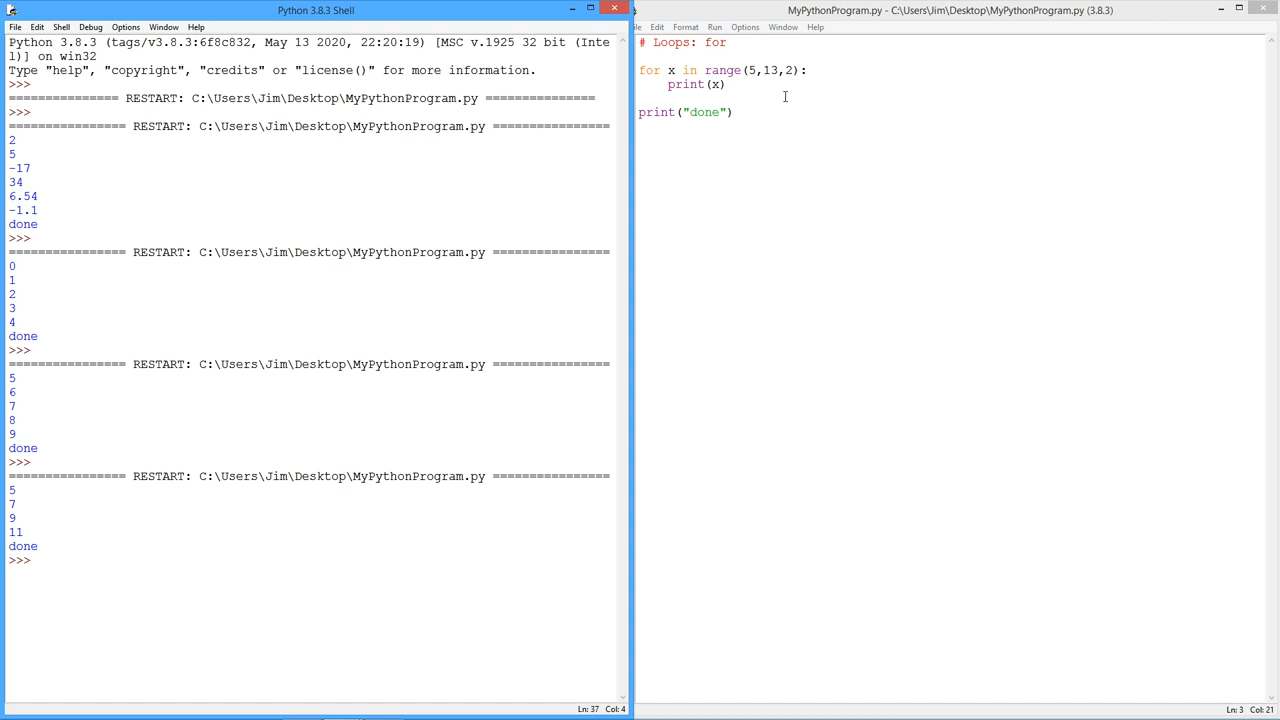 Python 3.8.3 Shell
File Edit Shell Debug Options Window Help
Python 3.8.3 (tags/v3.8.3:6f8c832, May 13 2020, 22:20:19) [MSC v.1925 32 bit (Inte
l)] on win32
Type "help", "copyright", "credits" or "license()" for more information.
>>>
=============== RESTART: C:\Users\Jim\Desktop\MyPythonProgram.py ===============
>>>
================ RESTART: C:\Users\Jim\Desktop\MyPythonProgram.py ================
2
5
-17
34
6.54
-1.1
done
>>>
================ RESTART: C:\Users\Jim\Desktop\MyPythonProgram.py ================
0
1
2
3
4
done
>>>
================ RESTART: C:\Users\Jim\Desktop\MyPythonProgram.py ================
5
6
7
8
9
done
>>>
================ RESTART: C:\Users\Jim\Desktop\MyPythonProgram.py ================
5
7
9
11
done
>>>
Ln: 37 Col: 4
MyPythonProgram.py - C:\Users\Jim\Desktop\MyPythonProgram.py (3.8.3)
ile Edit Format Run Options Window Help
# Loops: for
for x in range(5,13,2):
    print(x)
print("done")
Ln: 3 Col: 21